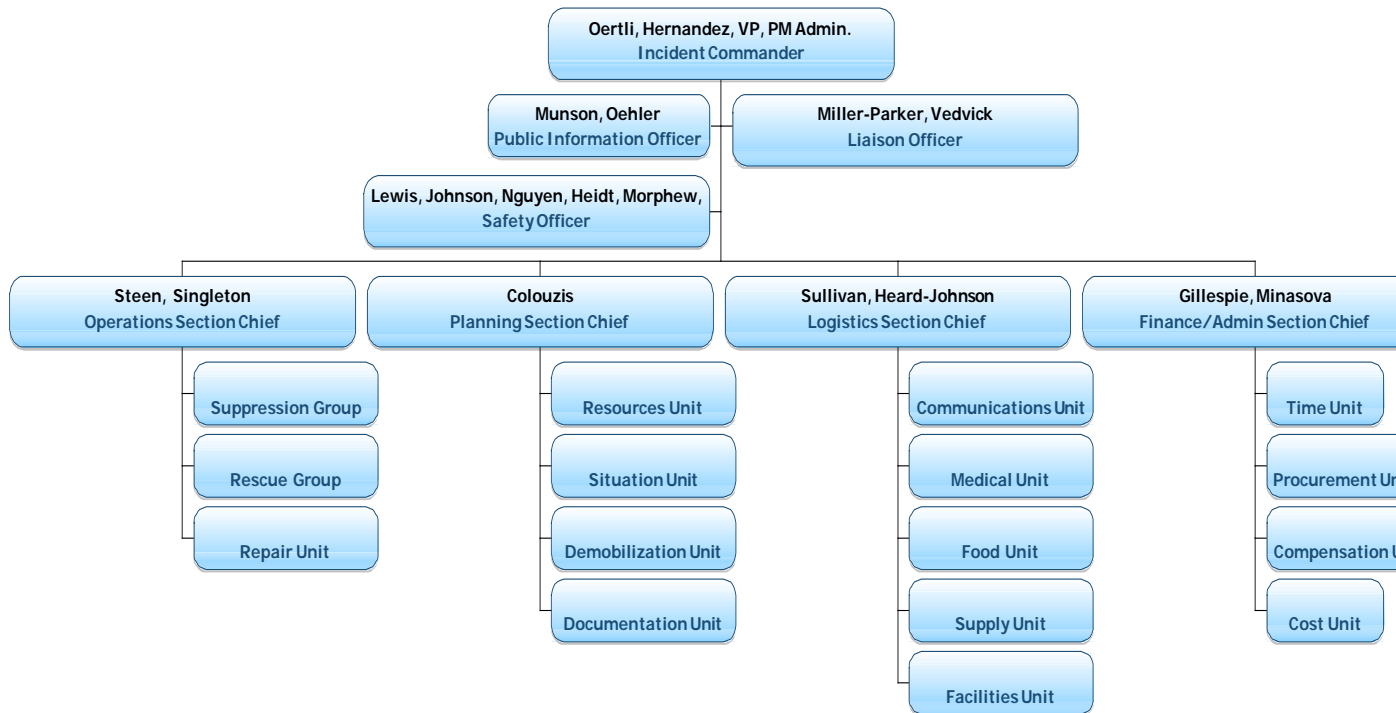 Oertli, Hernandez, VP, PM Admin.
Incident Commander
Munson, Oehler
Public Information Officer
Miller-Parker, Vedvick
Liaison Officer
Lewis, Johnson, Nguyen, Heidt, Morphew,
Safety Officer
Steen, Singleton
Operations Section Chief
Colouzis
Planning Section Chief
Sullivan, Heard-Johnson
Logistics Section Chief
Gillespie, Minasova
Finance/Admin Section Chief
Suppression Group
Rescue Group
Repair Unit
Resources Unit
Situation Unit
Demobilization Unit
Documentation Unit
Communications Unit
Medical Unit
Food Unit
Supply Unit
Facilities Unit
Time Unit
Procurement
Compensation
Cost Unit